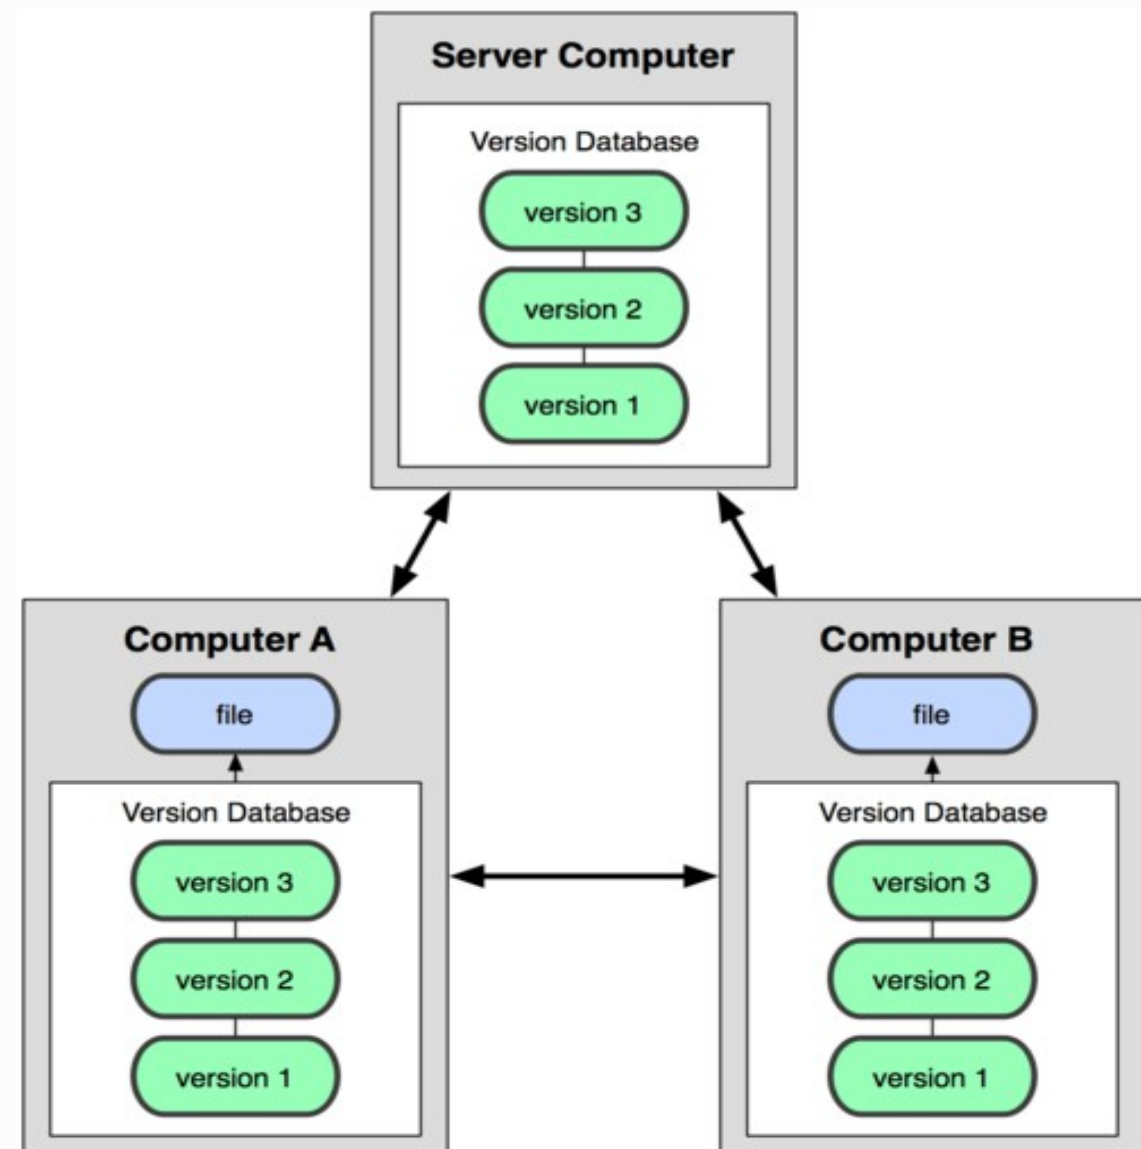 Server Computer
Version Database
version 3
version 2
version 1
Computer A
file
Version Database
version 3
version 2
version 1
Computer B
file
Version Database
version 3
version 2
version 1